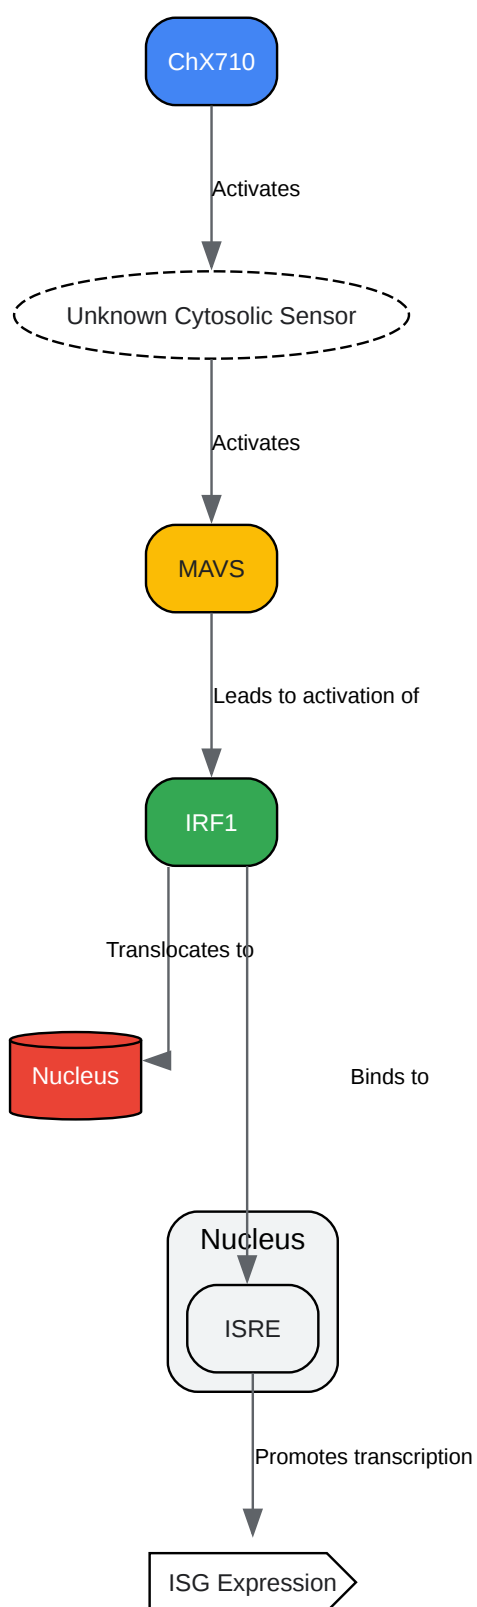 ChX710
Activates
Unknown Cytosolic Sensor
Activates
MAVS
Leads to activation of
IRF1
Translocates to
Nucleus
Binds to
Nucleus
ISRE
Promotes transcription
ISG Expression